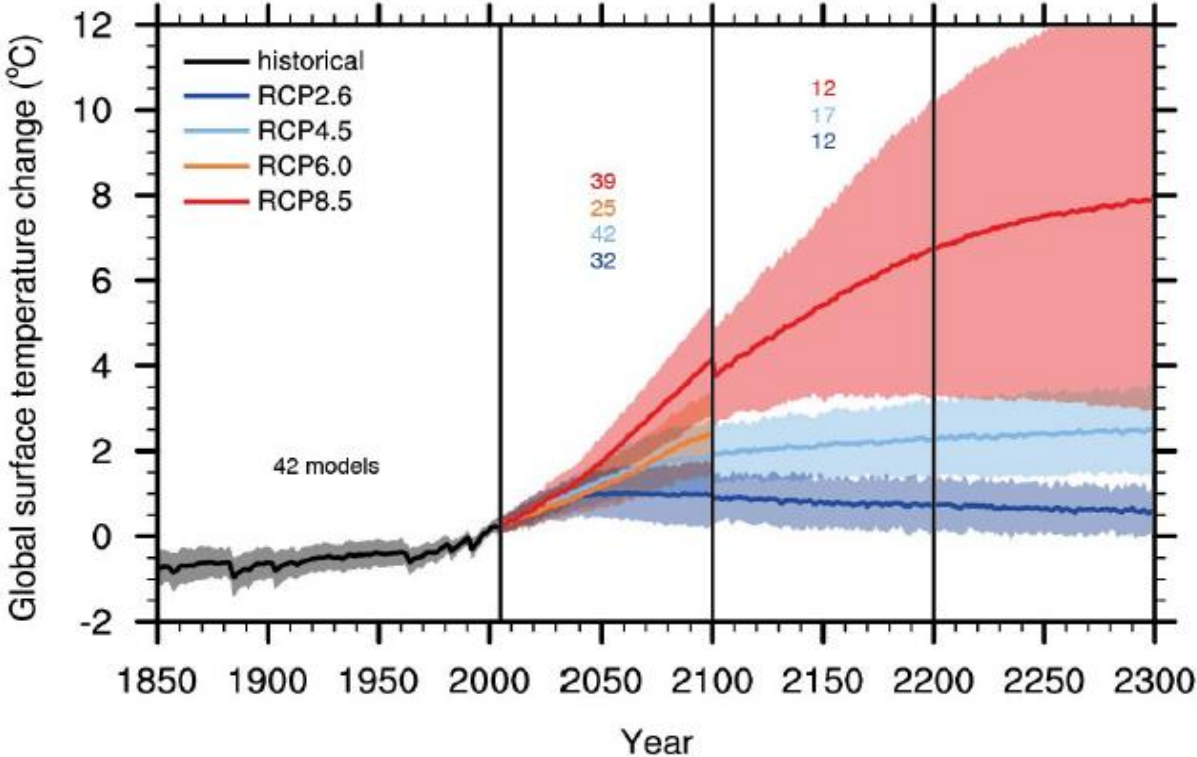 Global surface temperature change (°C)
12
10
8
6
4
2
0
-2
historical
RCP2.6
RCP4.5
RCP6.0
RCP8.5
42 models
39
25
42
32
12
17
12
1850 1900 1950 2000 2050 2100 2150 2200 2250 2300
Year